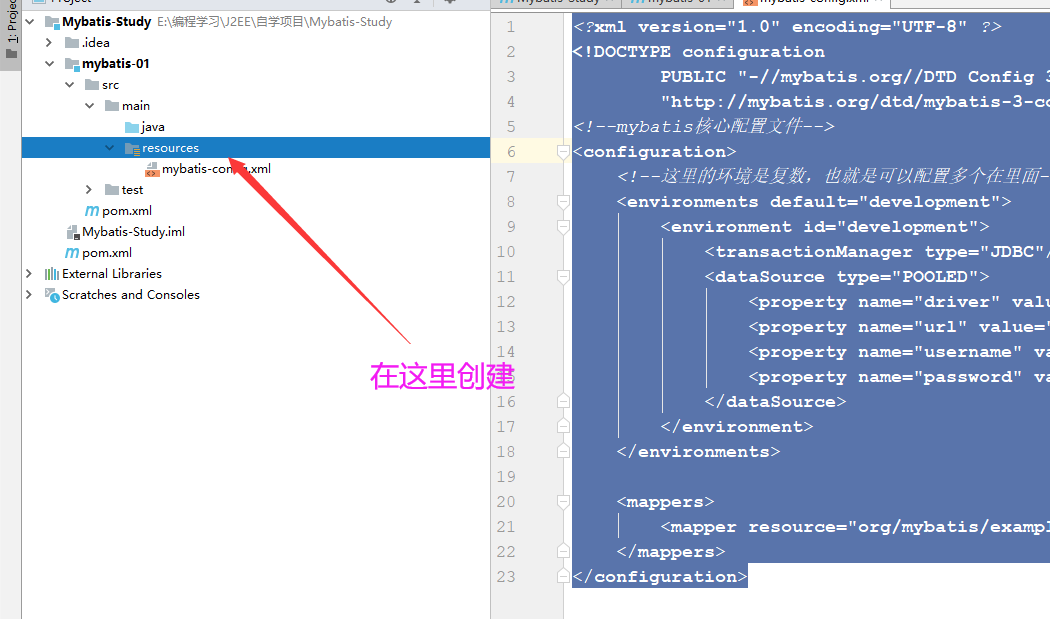 1: Project
Project
Mybatis-Study E:\编程学习\J2EE\自学项目\Mybatis-Study
.idea
mybatis-01
src
main
java
resources
mybatis-config.xml
test
pom.xml
Mybatis-Study.iml
pom.xml
External Libraries
Scratches and Consoles
在这里创建
1 <?xml version="1.0" encoding="UTF-8" ?>
2 <!DOCTYPE configuration
3 PUBLIC "-//mybatis.org//DTD Config 3
4 "http://mybatis.org/dtd/mybatis-3-co
5 <!--mybatis核心配置文件-->
6 <configuration>
7 <!--这里的环境是复数，也就是可以配置多个在里面-
8 <environments default="development">
9 <environment id="development">
10 <transactionManager type="JDBC"/
11 <dataSource type="POOLED">
12 <property name="driver" valu
13 <property name="url" value="
14 <property name="username" va
<property name="password" va
16 </dataSource>
17 </environment>
18 </environments>
19
20 <mappers>
21 <mapper resource="org/mybatis/exampl
22 </mappers>
23 </configuration>